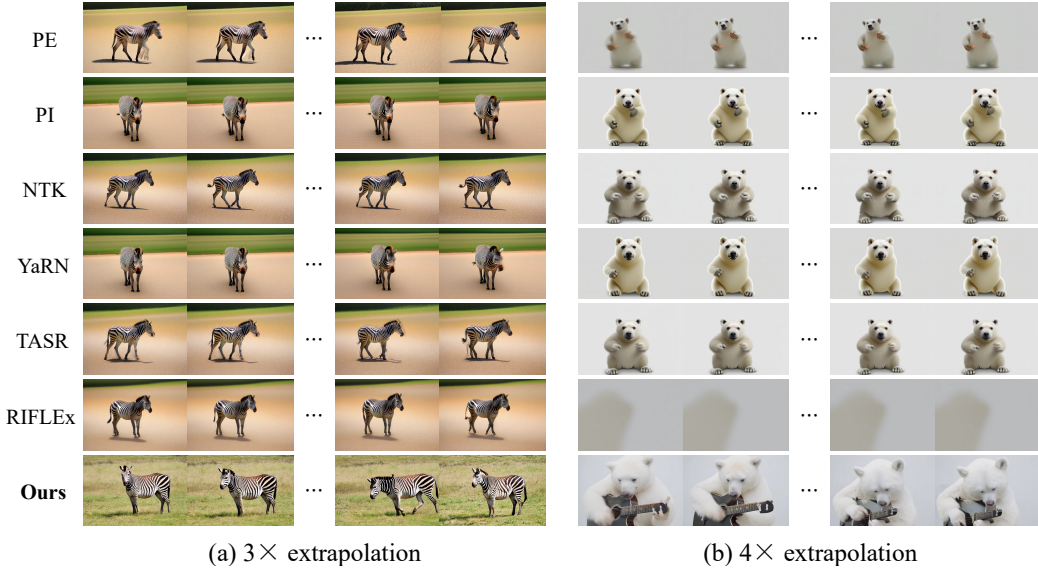 PE ... ...
PI ... ...
NTK ... ...
YaRN ... ...
TASR ... ...
RIFLEx ... ...
Ours ... ...
(a) 3× extrapolation (b) 4× extrapolation